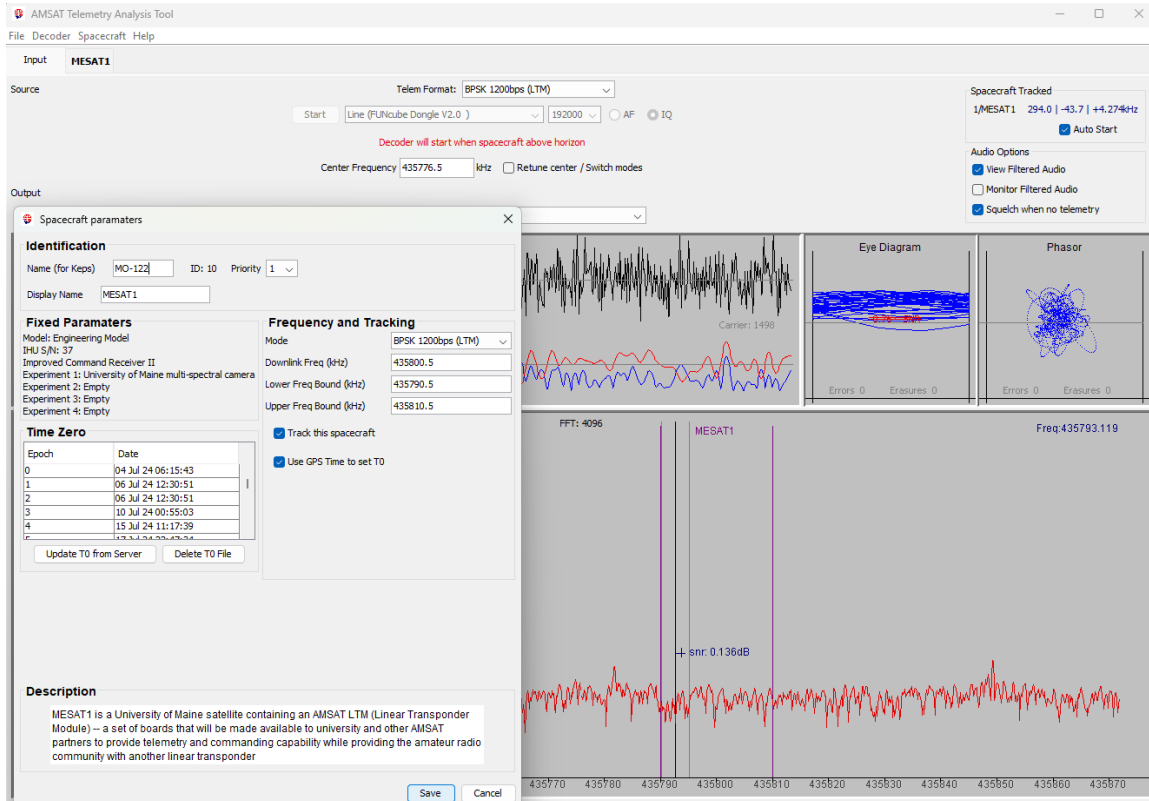 AMSAT Telemetry Analysis Tool
File Decoder Spacecraft Help
Input MESAT1
Source
Telem Format: BPSK 1200bps (LTM)
Start Line (FUNcube Dongle V2.0 ) 192000 AF IQ
Decoder will start when spacecraft above horizon
Center Frequency 435776.5 kHz Retune center / Switch modes
Spacecraft Tracked
1/MESAT1 294.0 | -43.7 | +4.274kHz
Auto Start
Audio Options
View Filtered Audio
Monitor Filtered Audio
Squelch when no telemetry
Output
Spacecraft paramaters
Identification
Name (for Keps) MO-122 ID: 10 Priority 1
Display Name MESAT1
Fixed Paramaters
Model: Engineering Model
IHU S/N: 37
Improved Command Receiver II
Experiment 1: University of Maine multi-spectral camera
Experiment 2: Empty
Experiment 3: Empty
Experiment 4: Empty
Time Zero
Epoch Date
0 04 Jul 24 06:15:43
1 06 Jul 24 12:30:51
2 06 Jul 24 12:30:51
3 10 Jul 24 00:55:03
4 15 Jul 24 11:17:39
Update T0 from Server Delete T0 File
Frequency and Tracking
Mode BPSK 1200bps (LTM)
Downlink Freq (kHz) 435800.5
Lower Freq Bound (kHz) 435790.5
Upper Freq Bound (kHz) 435810.5
Track this spacecraft
Use GPS Time to set T0
Description
MESAT1 is a University of Maine satellite containing an AMSAT LTM (Linear Transponder
Module) -- a set of boards that will be made available to university and other AMSAT
partners to provide telemetry and commanding capability while providing the amateur radio
community with another linear transponder
Save Cancel
Carrier: 1498
Eye Diagram
Errors 0 Erasures 0
Phasor
Errors 0 Erasures 0
FFT: 4096
MESAT1
Freq:435793.119
snr: 0.136dB
435770 435780 435790 435800 435810 435820 435830 435840 435850 435860 435870